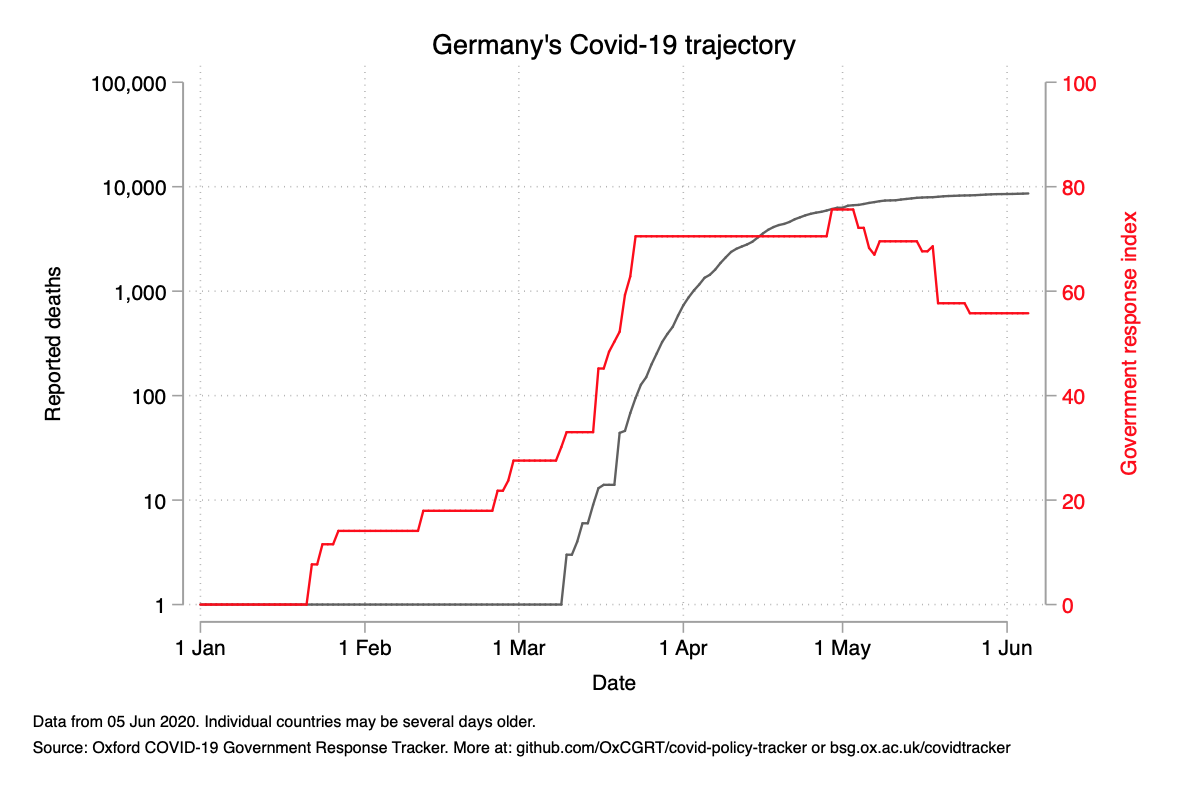 Germany's Covid-19 trajectory
100,000
10,000
1,000
100
10
1
Reported deaths
100
80
60
40
20
0
Government response index
1 Jan
1 Feb
1 Mar
1 Apr
1 May
1 Jun
Date
Data from 05 Jun 2020. Individual countries may be several days older.
Source: Oxford COVID-19 Government Response Tracker. More at: github.com/OxCGRT/covid-policy-tracker or bsg.ox.ac.uk/covidtracker